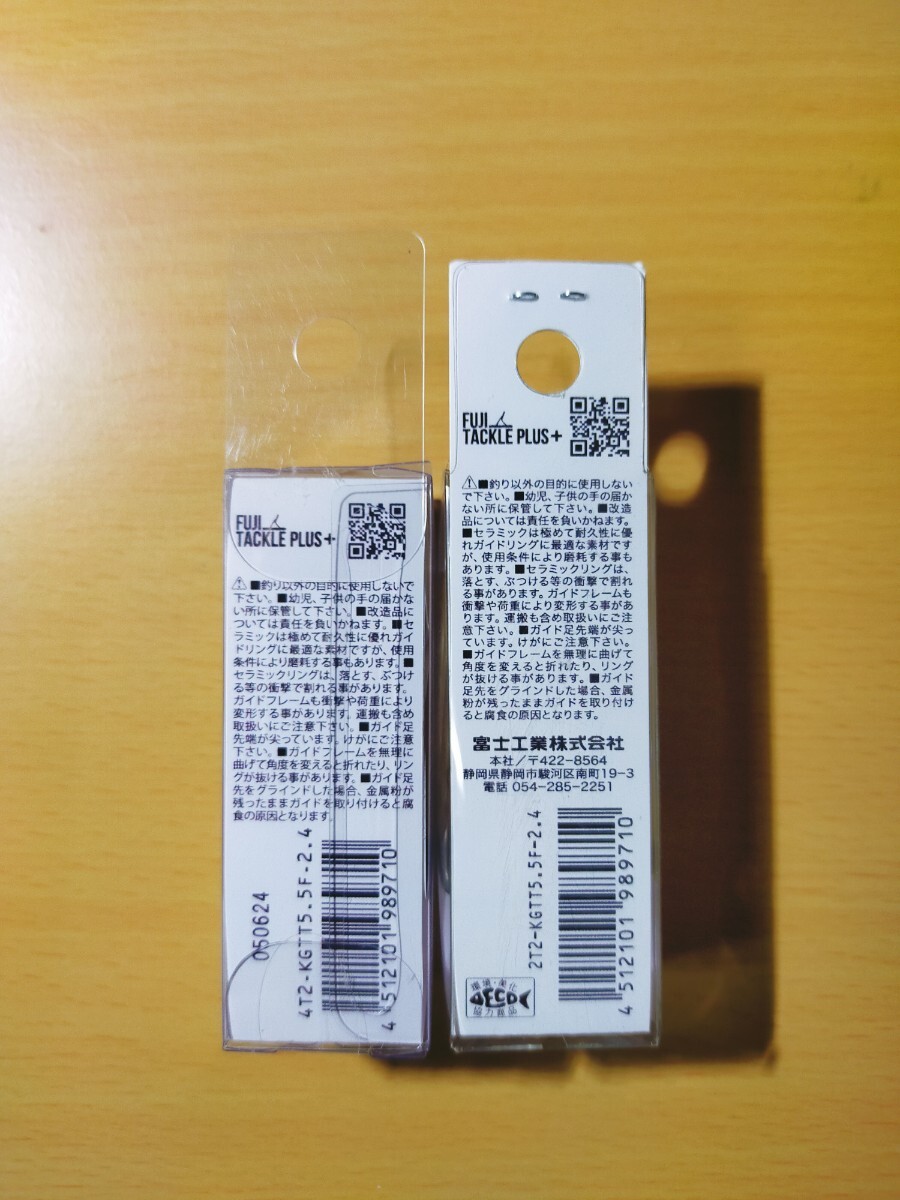 FUJI
TACKLE PLUS+
⚠■釣り以外の目的に使用しないで
下さい。■幼児、子供の手の届かな
い所に保管して下さい。■改造品に
ついては責任を負いかねます。■セ
ラミックは極めて耐久性に優れガイ
ドリングに最適な素材ですが、使用
条件により磨耗する事もあります。■
セラミックリングは、落とす、ぶつけ
る等の衝撃で割れる事があります。
ガイドフレームも衝撃や荷重により
変形する事があります。運搬も含め
取扱いにご注意下さい。■ガイド足
先端が尖っています。けがにご注意
下さい。■ガイドフレームを無理に
曲げて角度を変えると折れたり、リン
グが抜ける事があります。■ガイド足
先をグラインドした場合、金属粉が
残ったままガイドを取り付けると腐
食の原因となります。
050624
4T2-KGTT5.5F-2.4
4 512101 989710
FUJI
TACKLE PLUS+
⚠■釣り以外の目的に使用しない
で下さい。■幼児、子供の手の届か
ない所に保管して下さい。■改造
品については責任を負いかねます。
■セラミックは極めて耐久性に優
れガイドリングに最適な素材です
が、使用条件により磨耗する事も
あります。■セラミックリングは、
落とす、ぶつける等の衝撃で割れ
る事があります。ガイドフレームも
衝撃や荷重により変形する事があ
ります。運搬も含め取扱いにご注
意下さい。■ガイド足先端が尖っ
ています。けがにご注意下さい。
■ガイドフレームを無理に曲げて
角度を変えると折れたり、リング
が抜ける事があります。■ガイド
足先をグラインドした場合、金属
粉が残ったままガイドを取り付け
ると腐食の原因となります。
富士工業株式会社
本社/〒422-8564
静岡県静岡市駿河区南町19-3
電話 054-285-2251
2T2-KGTT5.5F-2.4
4 512101 989710
環境・美化
ECO
協力商品